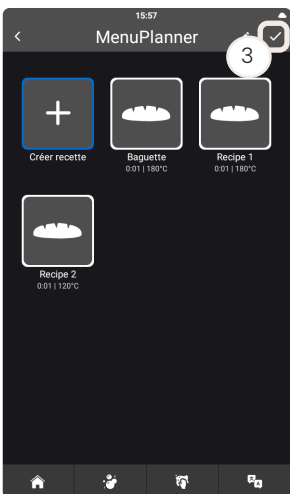 15:57
MenuPlanner
3
Créer recette
Baguette
0:01 | 180°C
Recipe 1
0:01 | 180°C
Recipe 2
0:01 | 120°C